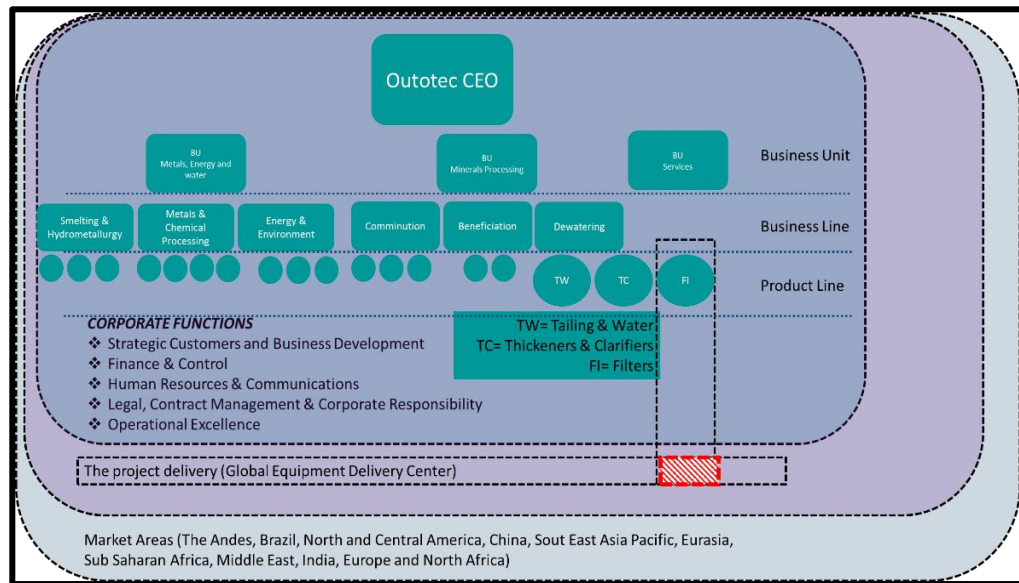 Outotec CEO
BU
Metals, Energy and
water
BU
Minerals Processing
BU
Services
Business Unit
Smelting &
Hydrometallurgy
Metals &
Chemical
Processing
Energy &
Environment
Comminution
Beneficiation
Dewatering
Business Line
TW
TC
FI
Product Line
CORPORATE FUNCTIONS
❖ Strategic Customers and Business Development
❖ Finance & Control
❖ Human Resources & Communications
❖ Legal, Contract Management & Corporate Responsibility
❖ Operational Excellence
TW= Tailing & Water
TC= Thickeners & Clarifiers
FI= Filters
The project delivery (Global Equipment Delivery Center)
Market Areas (The Andes, Brazil, North and Central America, China, Sout East Asia Pacific, Eurasia,
Sub Saharan Africa, Middle East, India, Europe and North Africa)